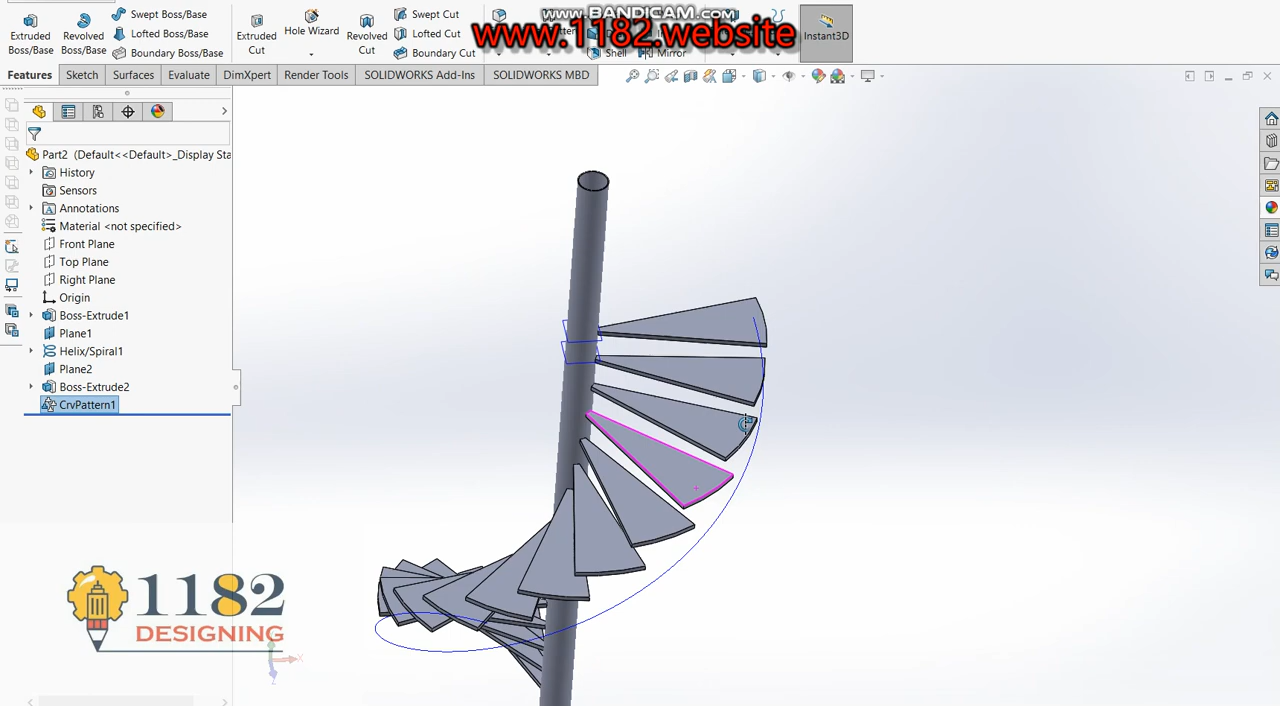 www.BANDICAM.com
www.1182.website
Extruded Boss/Base
Revolved Boss/Base
Swept Boss/Base
Lofted Boss/Base
Boundary Boss/Base
Extruded Cut
Hole Wizard
Revolved Cut
Swept Cut
Lofted Cut
Boundary Cut
Shell
Mirror
Instant3D
Features
Sketch
Surfaces
Evaluate
DimXpert
Render Tools
SOLIDWORKS Add-Ins
SOLIDWORKS MBD
Part2 (Default<<Default>_Display Sta
History
Sensors
Annotations
Material <not specified>
Front Plane
Top Plane
Right Plane
Origin
Boss-Extrude1
Plane1
Helix/Spiral1
Plane2
Boss-Extrude2
CrvPattern1
1182
DESIGNING
X
Z